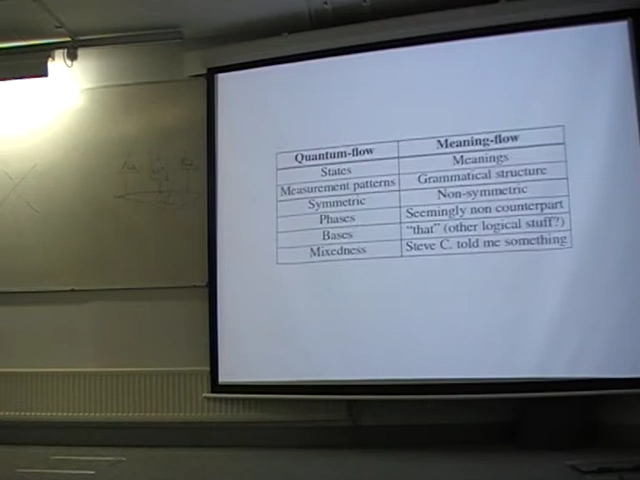 Quantum-flow Meaning-flow
States Meanings
Measurement patterns Grammatical structure
Symmetric Non-symmetric
Phases Seemingly non counterpart
Bases “that” (other logical stuff?)
Mixedness Steve C. told me something